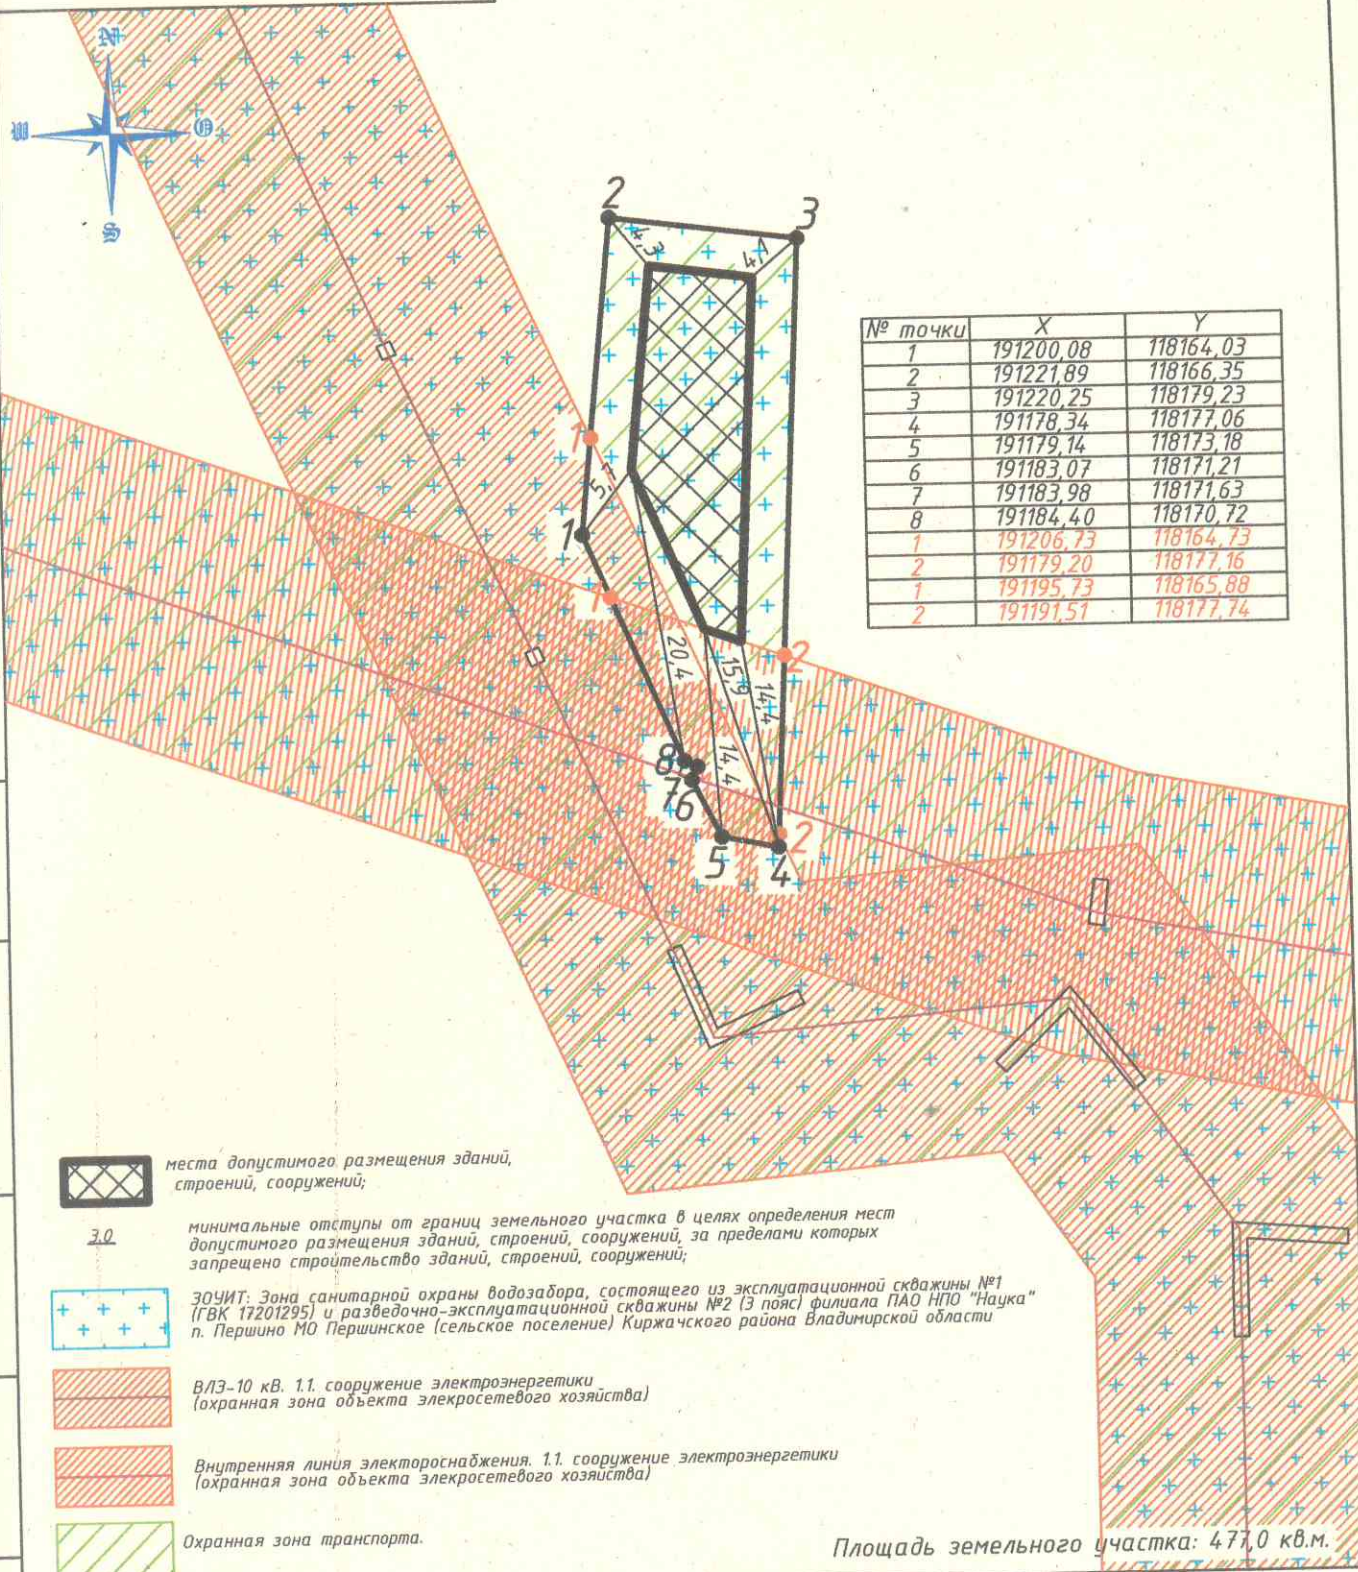 N
W
O
S
2
3
4,3
4,1
1
5,7
1
1
20,4
15,9
14,4
14,4
2
8
7
6
5
4
2
№ точки X Y
1 191200,08 118164,03
2 191221,89 118166,35
3 191220,25 118179,23
4 191178,34 118177,06
5 191179,14 118173,18
6 191183,07 118171,21
7 191183,98 118171,63
8 191184,40 118170,72
1 191206,73 118164,73
2 191179,20 118177,16
1 191195,73 118165,88
2 191191,51 118177,74
места допустимого размещения зданий,
строений, сооружений;
3.0
минимальные отступы от границ земельного участка в целях определения мест
допустимого размещения зданий, строений, сооружений, за пределами которых
запрещено строительство зданий, строений, сооружений;
ЗОУИТ: Зона санитарной охраны водозабора, состоящего из эксплуатационной скважины №1
(ГВК 17201295) и разведочно-эксплуатационной скважины №2 (3 пояс) филиала ПАО НПО "Наука"
п. Першино МО Першинское (сельское поселение) Киржачского района Владимирской области
ВЛЗ-10 кВ. 1.1. сооружение электроэнергетики
(охранная зона объекта элекросетевого хозяйства)
Внутренняя линия электороснабжения. 1.1. сооружение электроэнергетики
(охранная зона объекта элекросетевого хозяйства)
Охранная зона транспорта.
Площадь земельного участка: 477,0 кв.м.